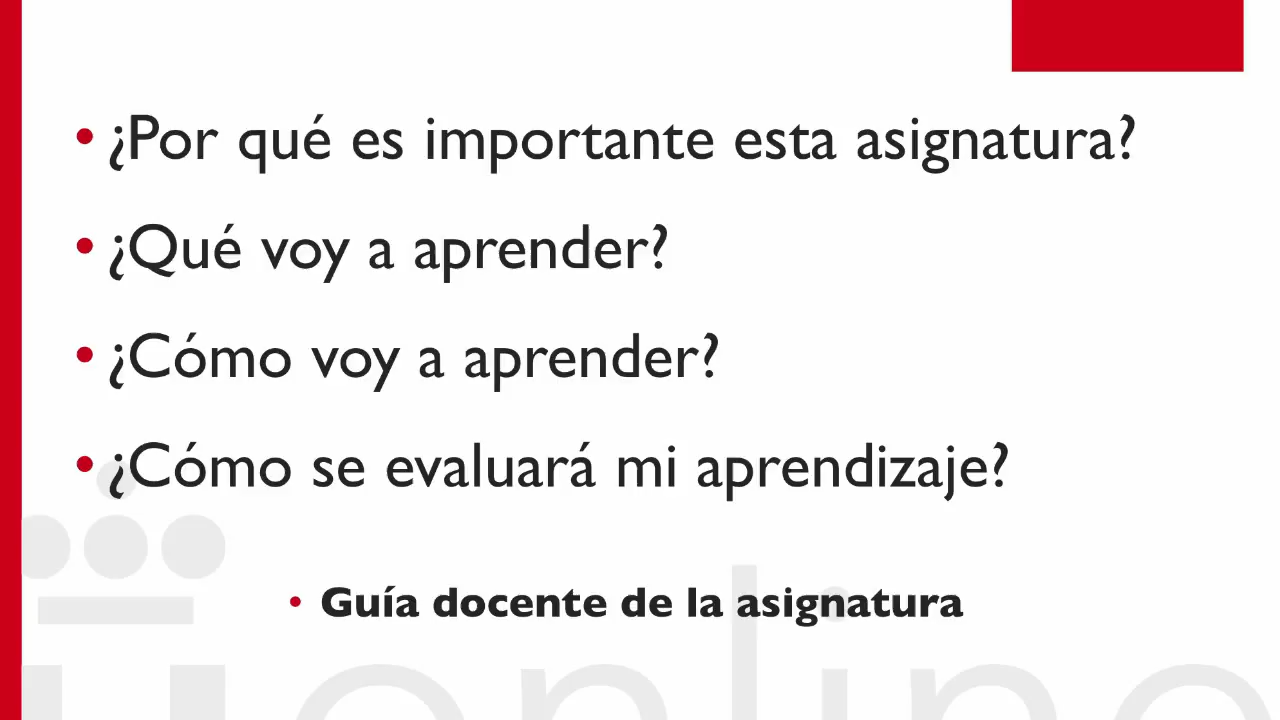 • ¿Por qué es importante esta asignatura?
• ¿Qué voy a aprender?
• ¿Cómo voy a aprender?
• ¿Cómo se evaluará mi aprendizaje?
• Guía docente de la asignatura
online